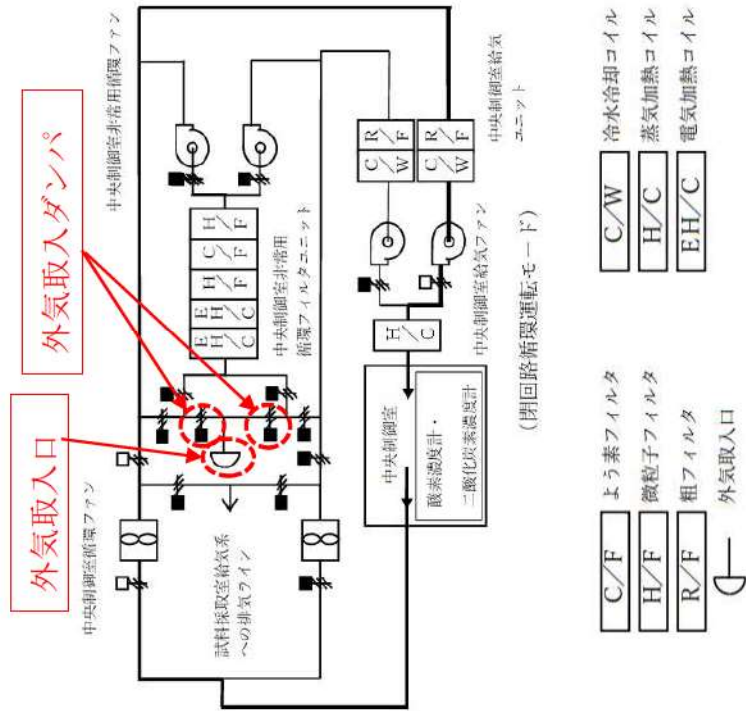 外気取入口
外気取入ダンパ
中央制御室循環ファン
試料採取室給気系
への排気ライン
中央制御室非常用循環ファン
E
H
C
E
H
C
H
F
C
F
H
F
中央制御室非常用
循環フィルタユニット
中央制御室
酸素濃度計・
二酸化炭素濃度計
H
C
中央制御室給気ファン
C
W
R
F
C
W
R
F
中央制御室給気
ユニット
(閉回路循環運転モード)
C/F よう素フィルタ
H/F 微粒子フィルタ
R/F 粗フィルタ
外気取入口
C/W 冷水冷却コイル
H/C 蒸気加熱コイル
EH/C 電気加熱コイル